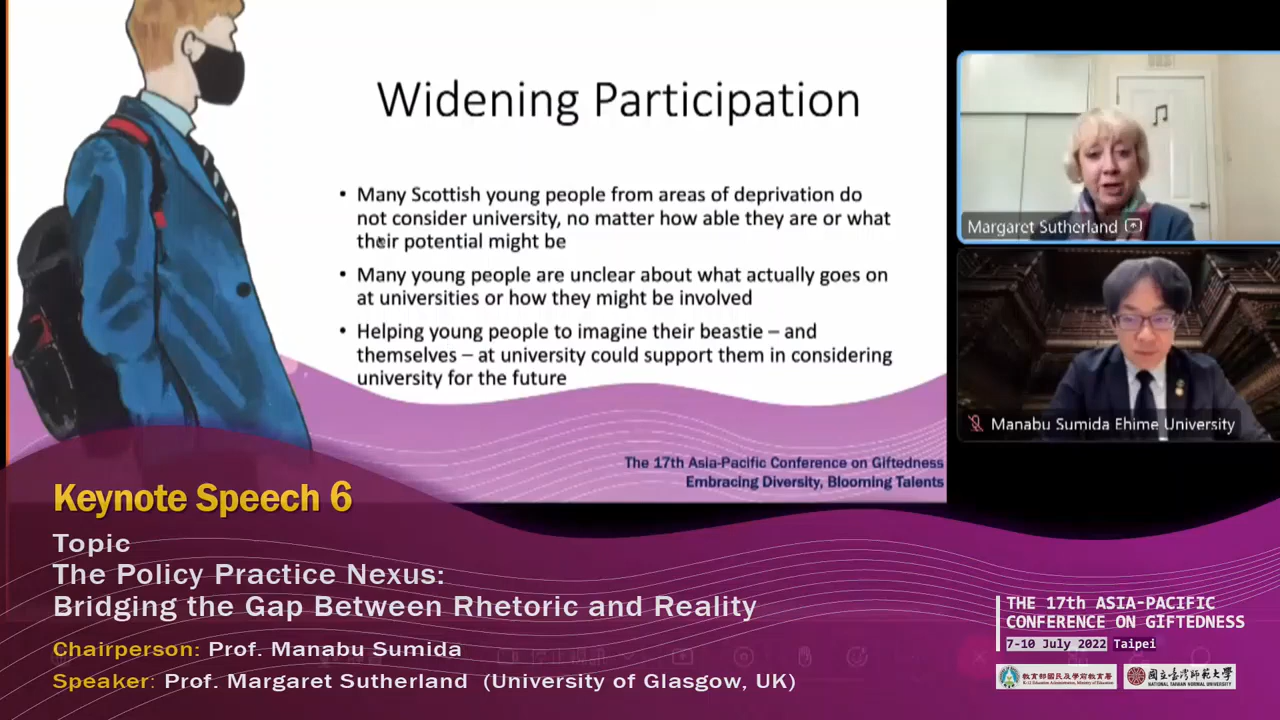 Widening Participation
• Many Scottish young people from areas of deprivation do
not consider university, no matter how able they are or what
their potential might be
• Many young people are unclear about what actually goes on
at universities or how they might be involved
• Helping young people to imagine their beastie – and
themselves – at university could support them in considering
university for the future
The 17th Asia-Pacific Conference on Giftedness
Embracing Diversity, Blooming Talents
Margaret Sutherland
Manabu Sumida Ehime University
Keynote Speech 6
Topic
The Policy Practice Nexus:
Bridging the Gap Between Rhetoric and Reality
Chairperson: Prof. Manabu Sumida
Speaker: Prof. Margaret Sutherland (University of Glasgow, UK)
THE 17th ASIA-PACIFIC
CONFERENCE ON GIFTEDNESS
7-10 July 2022 Taipei
教育部國民及學前教育署
K-12 Education Administration, Ministry of Education
國立臺灣師範大學
NATIONAL TAIWAN NORMAL UNIVERSITY